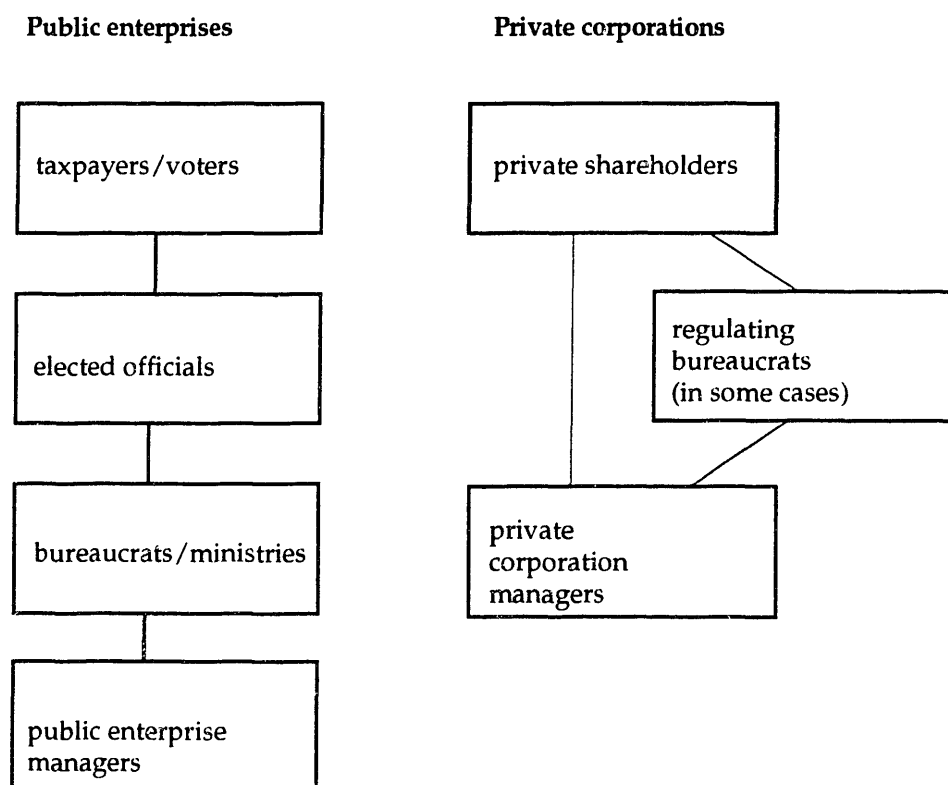 Public enterprises
taxpayers/voters
elected officials
bureaucrats/ministries
public enterprise
managers
Private corporations
private shareholders
regulating
bureaucrats
(in some cases)
private
corporation
managers